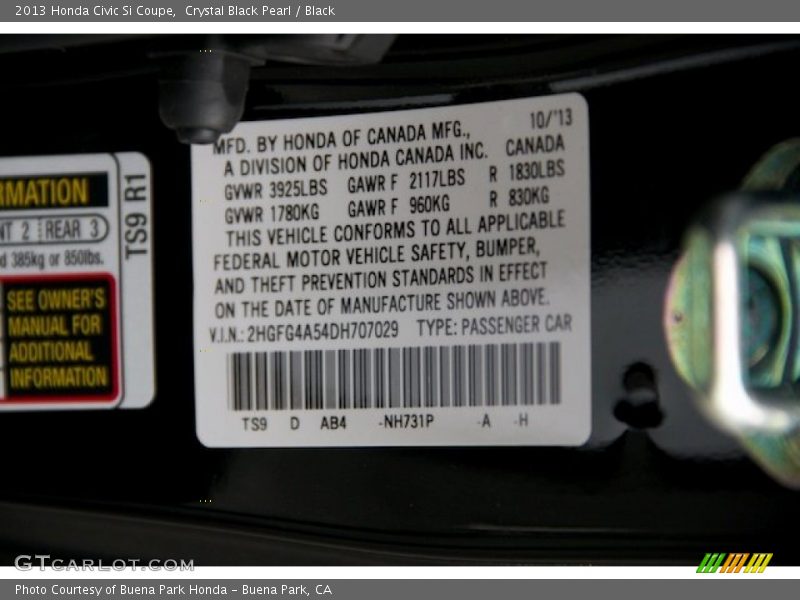 2013 Honda Civic Si Coupe,  Crystal Black Pearl / Black
RMATION
NT 2 REAR 3
d 385kg or 850lbs.
SEE OWNER'S
MANUAL FOR
ADDITIONAL
INFORMATION
TS9 R1
MFD. BY HONDA OF CANADA MFG., 10/'13
A DIVISION OF HONDA CANADA INC. CANADA
GVWR 3925LBS GAWR F 2117LBS R 1830LBS
GVWR 1780KG GAWR F 960KG R 830KG
THIS VEHICLE CONFORMS TO ALL APPLICABLE
FEDERAL MOTOR VEHICLE SAFETY, BUMPER,
AND THEFT PREVENTION STANDARDS IN EFFECT
ON THE DATE OF MANUFACTURE SHOWN ABOVE.
V.I.N.: 2HGFG4A54DH707029 TYPE: PASSENGER CAR
TS9 D AB4 -NH731P -A -H
GTCARLOT.COM
Photo Courtesy of Buena Park Honda - Buena Park, CA